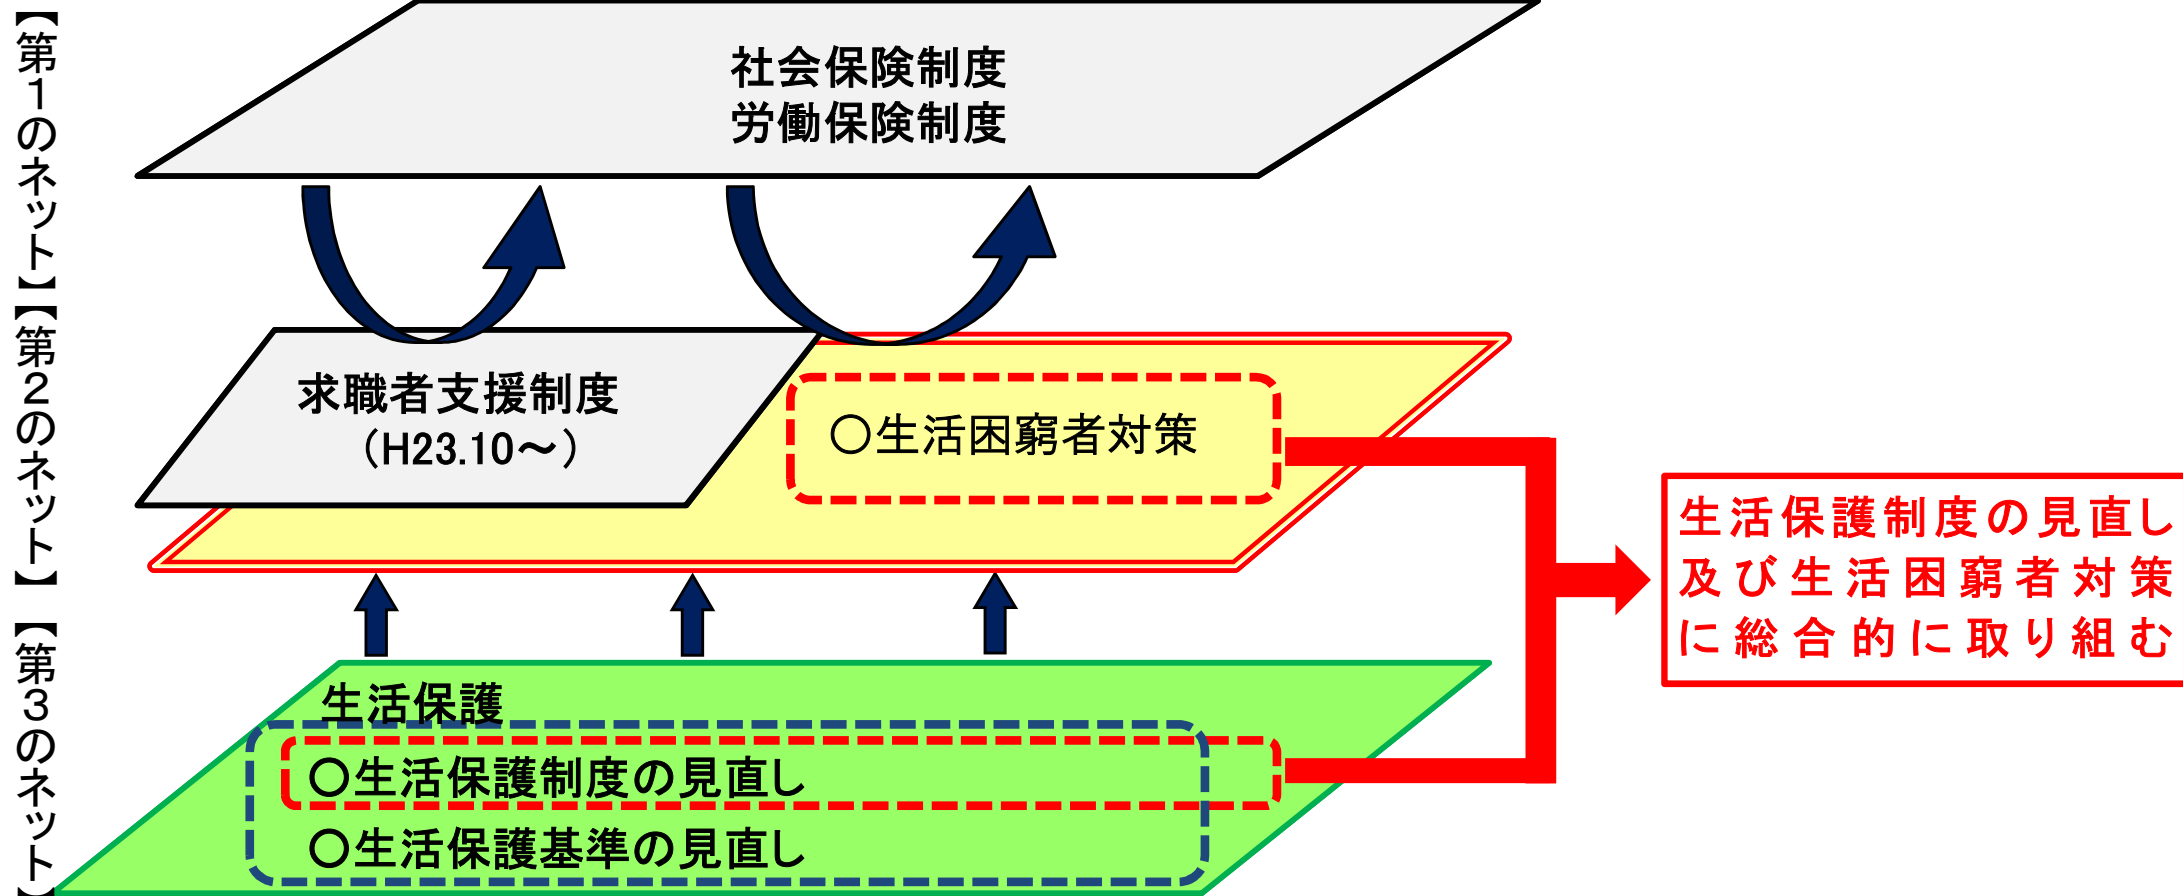 【第１のネット】
社会保険制度
労働保険制度
【第２のネット】
求職者支援制度
（H23.10～）
○生活困窮者対策
生活保護制度の見直し
及び生活困窮者対策
に総合的に取り組む
【第３のネット】
生活保護
○生活保護制度の見直し
○生活保護基準の見直し